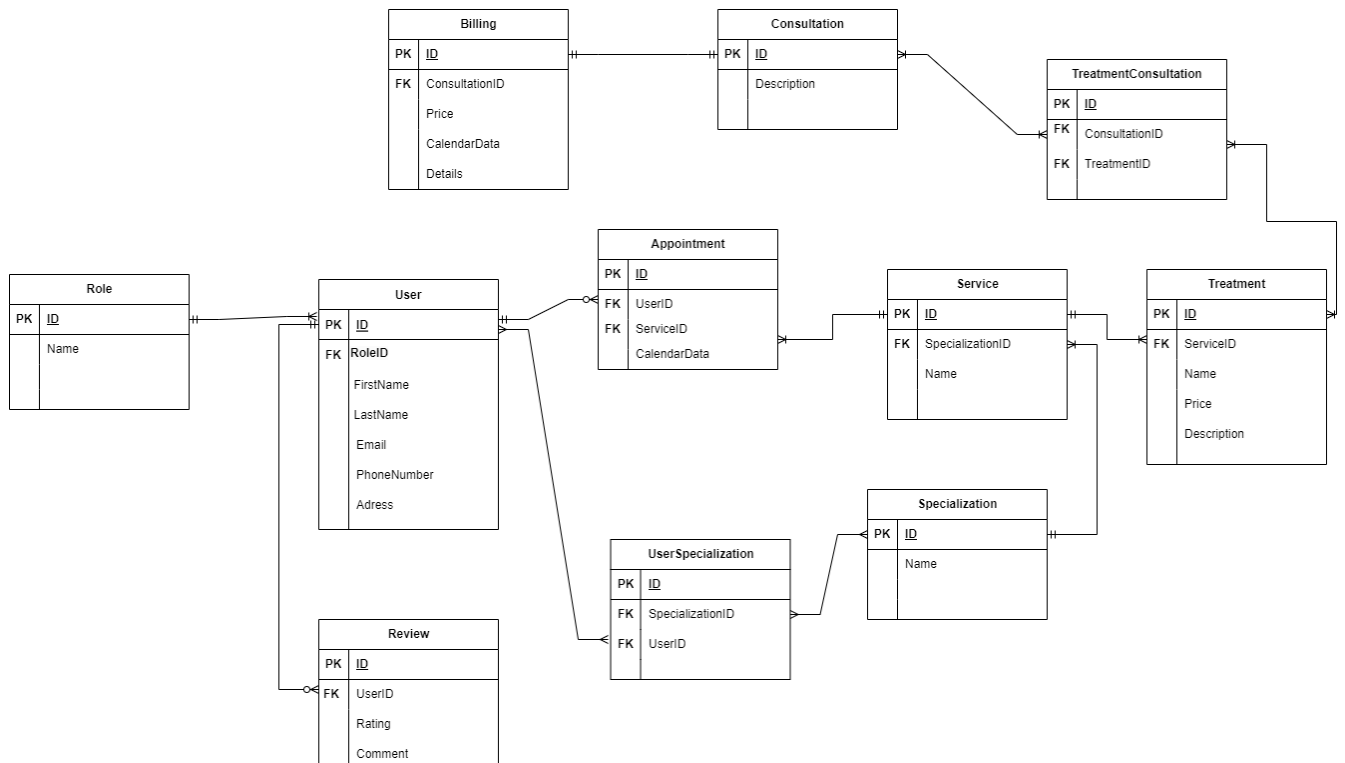 Billing
PK ID
FK ConsultationID
Price
CalendarData
Details
Consultation
PK ID
Description
TreatmentConsultation
PK ID
FK ConsultationID
FK TreatmentID
Role
PK ID
Name
User
PK ID
FK RoleID
FirstName
LastName
Email
PhoneNumber
Adress
Appointment
PK ID
FK UserID
FK ServiceID
CalendarData
Service
PK ID
FK SpecializationID
Name
Treatment
PK ID
FK ServiceID
Name
Price
Description
Specialization
PK ID
Name
UserSpecialization
PK ID
FK SpecializationID
FK UserID
Review
PK ID
FK UserID
Rating
Comment